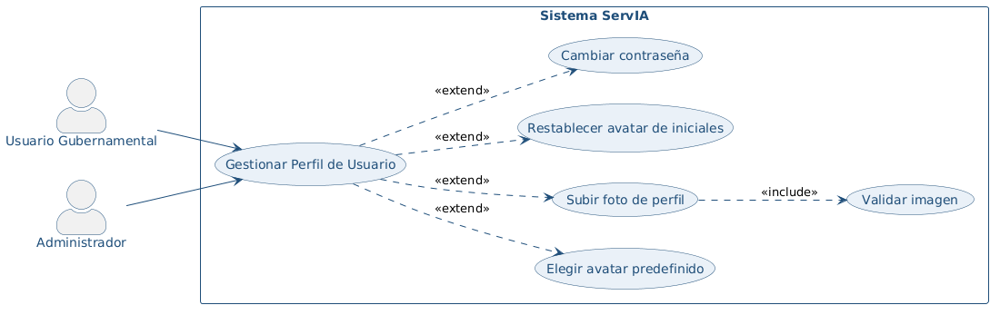 Sistema ServIA
Cambiar contraseña
«extend»
Usuario Gubernamental
Restablecer avatar de iniciales
«extend»
Gestionar Perfil de Usuario
«extend»
Subir foto de perfil
«include»
Validar imagen
«extend»
Administrador
Elegir avatar predefinido